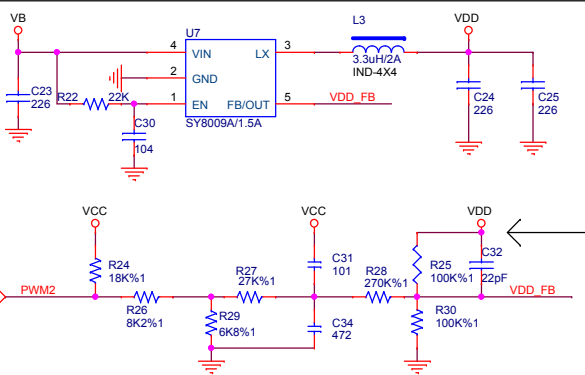 VB
U7
L3
VDD
4
VIN
LX
3
3.3uH/2A
IND-4X4
2
GND
C23
226
R22
22K
1
EN
FB/OUT
5
VDD_FB
SY8009A/1.5A
C30
104
C24
226
C25
226
VCC
VCC
VDD
R24
18K%1
C31
101
C32
22pF
R25
100K%1
R27
27K%1
R28
270K%1
PWM2
VDD_FB
R26
8K2%1
R29
6K8%1
C34
472
R30
100K%1